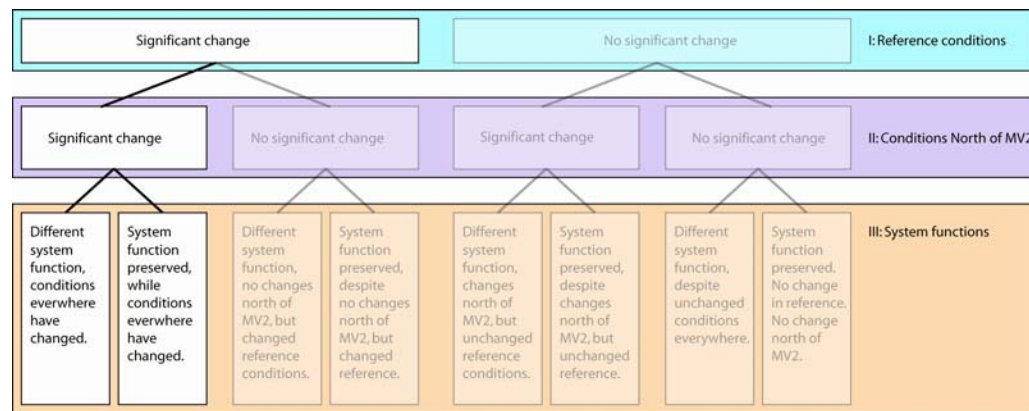 Significant change
No significant change
I: Reference conditions
Significant change
No significant change
Significant change
No significant change
II: Conditions North of MV2
Different
system
function,
conditions
everwhere
have
changed.
System
function
preserved,
while
conditions
everwhere
have
changed.
Different
system
function,
no changes
north of
MV2, but
changed
reference
conditions.
System
function
preserved,
despite
no changes
north of
MV2, but
changed
reference.
Different
system
function, changes
north of
MV2, but
unchanged
reference
conditions.
System
function
preserved, despite
changes
north of
MV2, but
unchanged
reference.
Different
system
function,
despite
unchanged
conditions
everywhere.
System
function
preserved.
No change
in reference.
No change
north of
MV2.
III: System functions